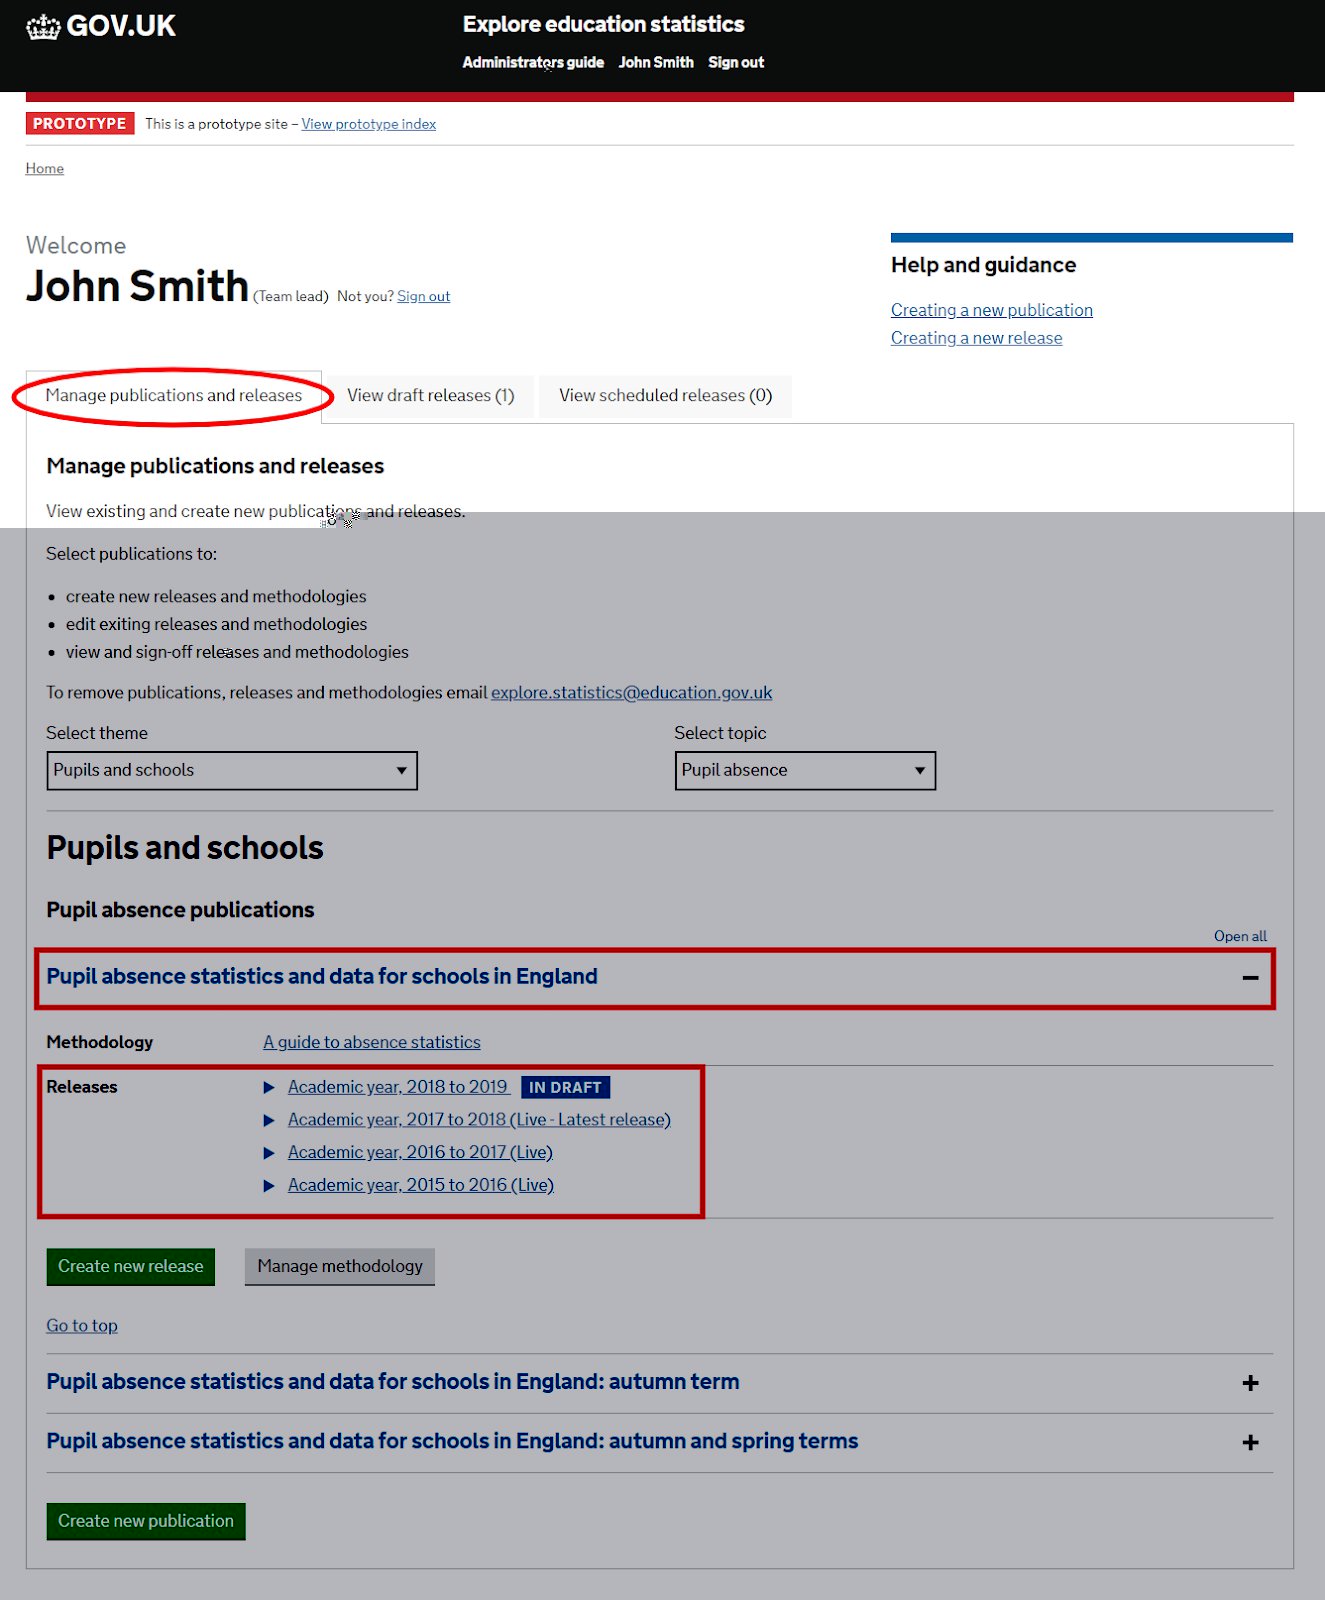 GOV.UK
Explore education statistics
Administrators guide John Smith Sign out
PROTOTYPE This is a prototype site – View prototype index
Home
Welcome
John Smith (Team lead) Not you? Sign out
Help and guidance
Creating a new publication
Creating a new release
Manage publications and releases View draft releases (1) View scheduled releases (0)
Manage publications and releases
View existing and create new publications and releases.
Select publications to:
• create new releases and methodologies
• edit exiting releases and methodologies
• view and sign-off releases and methodologies
To remove publications, releases and methodologies email explore.statistics@education.gov.uk
Select theme Select topic
Pupils and schools Pupil absence
Pupils and schools
Pupil absence publications
Open all
Pupil absence statistics and data for schools in England
Methodology A guide to absence statistics
Releases Academic year, 2018 to 2019 IN DRAFT
Academic year, 2017 to 2018 (Live - Latest release)
Academic year, 2016 to 2017 (Live)
Academic year, 2015 to 2016 (Live)
Create new release Manage methodology
Go to top
Pupil absence statistics and data for schools in England: autumn term
Pupil absence statistics and data for schools in England: autumn and spring terms
Create new publication